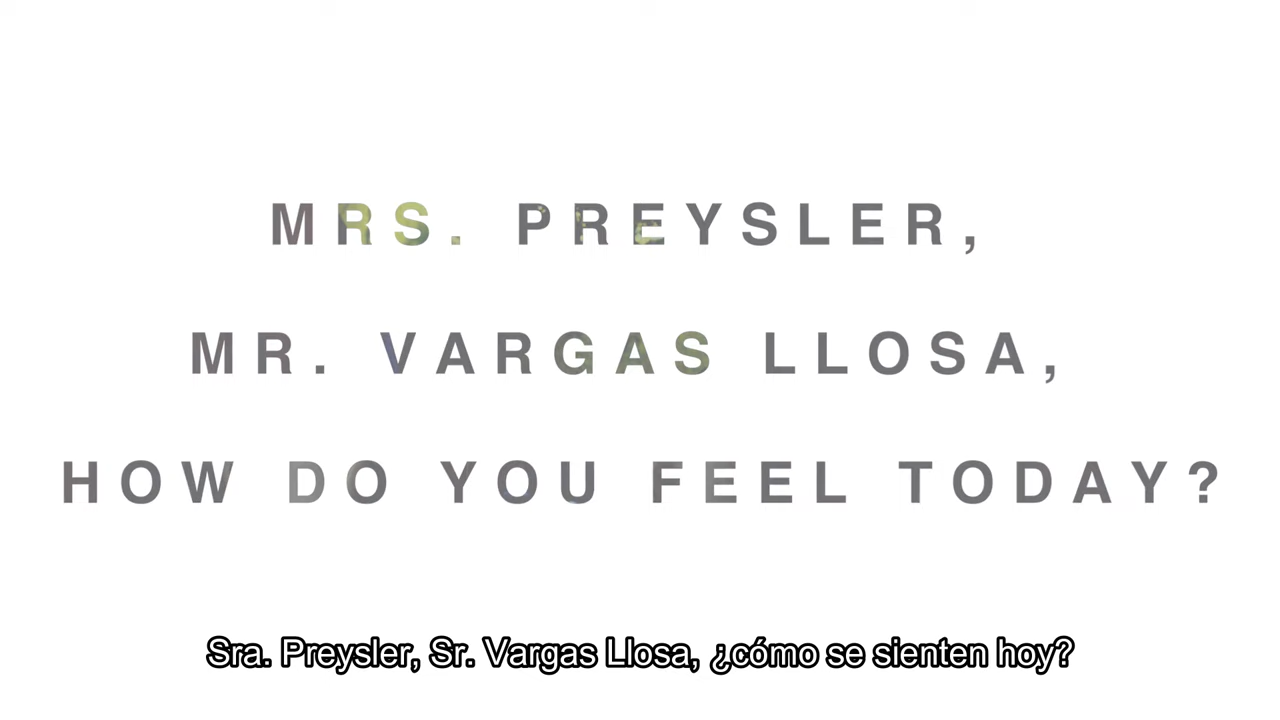 MRS. PREYSLER,
MR. VARGAS LLOSA,
HOW DO YOU FEEL TODAY?
Sra. Preysler, Sr. Vargas Llosa, ¿cómo se sienten hoy?